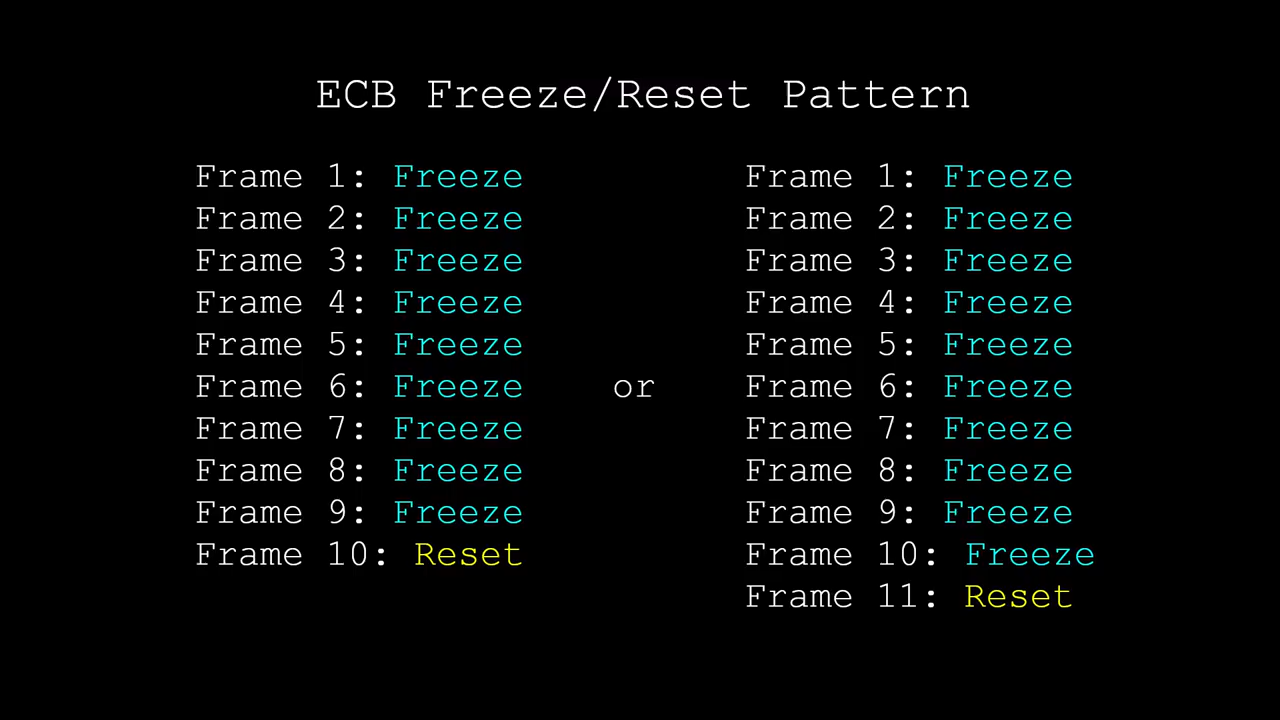 ECB Freeze/Reset Pattern
Frame 1: Freeze
Frame 2: Freeze
Frame 3: Freeze
Frame 4: Freeze
Frame 5: Freeze
Frame 6: Freeze
Frame 7: Freeze
Frame 8: Freeze
Frame 9: Freeze
Frame 10: Reset
or
Frame 1: Freeze
Frame 2: Freeze
Frame 3: Freeze
Frame 4: Freeze
Frame 5: Freeze
Frame 6: Freeze
Frame 7: Freeze
Frame 8: Freeze
Frame 9: Freeze
Frame 10: Freeze
Frame 11: Reset